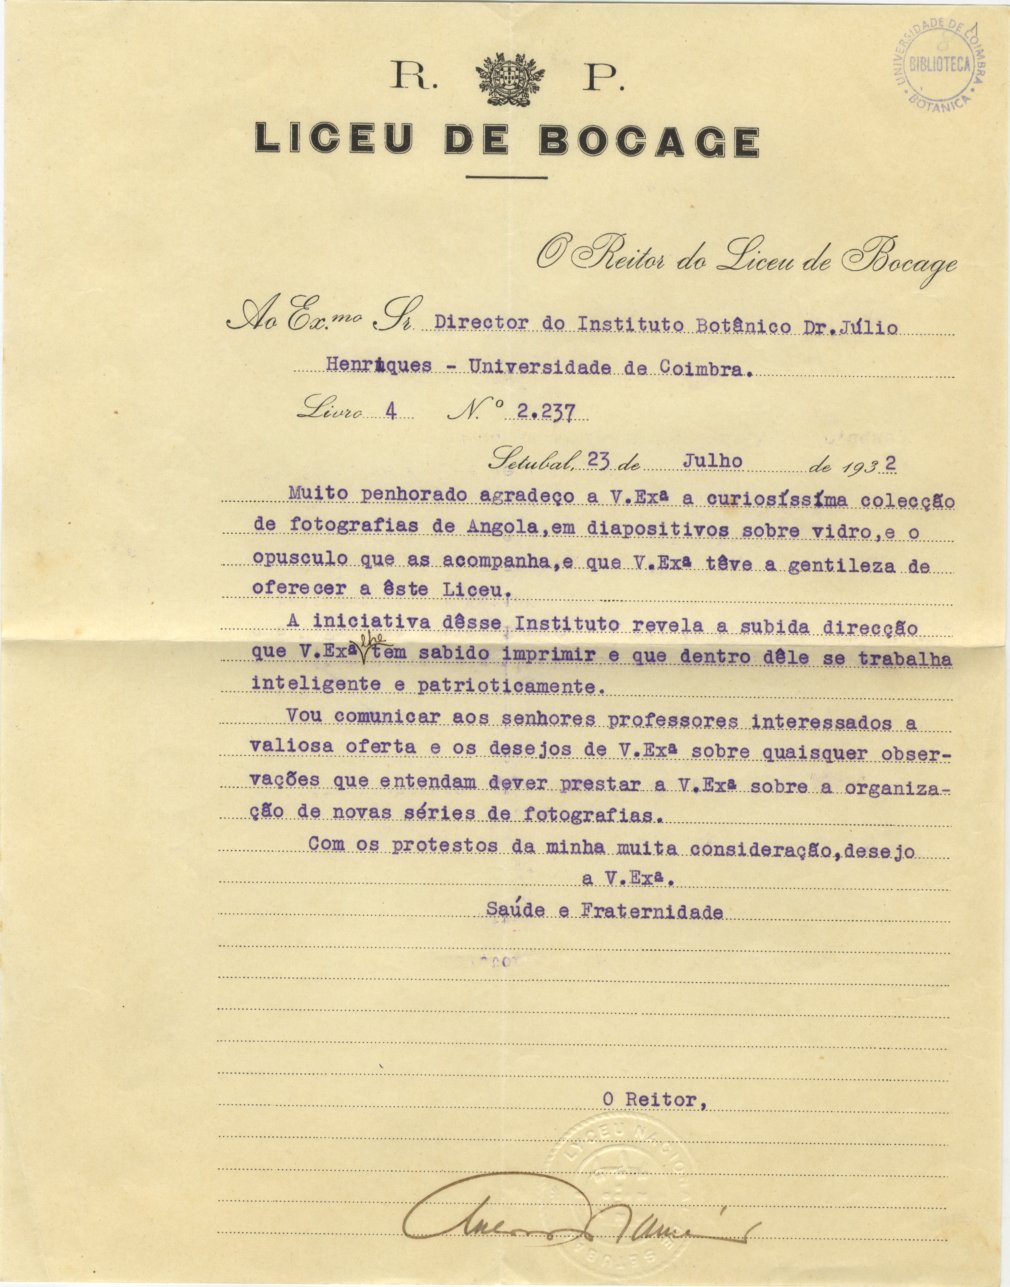 R. P.
LICEU DE BOCAGE
UNIVERSIDADE DE COIMBRA
BIBLIOTECA
BOTANICA
O Reitor do Liceu de Bocage
Ao Ex.mo Sr Director do Instituto Botânico Dr.Júlio
Henriques - Universidade de Coimbra.
Livro 4 N.º 2.237
Setubal, 23 de Julho de 1932
Muito penhorado agradeço a V.Exª a curiosíssíma colecção
de fotografias de Angola,em diapositivos sobre vidro,e o
opusculo que as acompanha,e que V.Exª têve a gentileza de
oferecer a êste Liceu.
A iniciativa dêsse Instituto revela a subida direcção
que V.Exª lhe tem sabido imprimir e que dentro dêle se trabalha
inteligente e patrioticamente.
Vou comunicar aos senhores professores interessados a
valiosa oferta e os desejos de V.Exª sobre quaisquer obser-
vações que entendam dever prestar a V.Exª sobre a organiza-
ção de novas séries de fotografias.
Com os protestos da minha muita consideração,desejo
a V.Exª.
Saúde e Fraternidade
O Reitor,
LYCEU NACIONAL